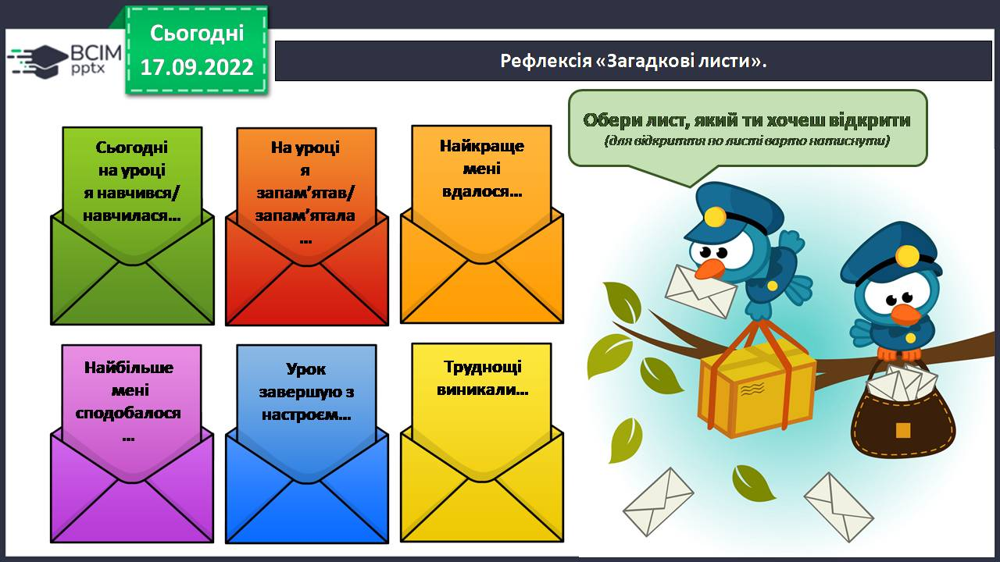 Сьогодні
17.09.2022
BCIM
pptx
Рефлексія «Загадкові листи».
Обери лист, який ти хочеш відкрити
(для відкриття по листі варто натиснути)
Сьогодні
на уроці
я навчився/
навчилася...
На уроці
я
запам’ятав/
запам’ятала
...
Найкраще
мені
вдалося...
Найбільше
мені
сподобалося
...
Урок
завершую з
настроєм...
Труднощі
виникали...